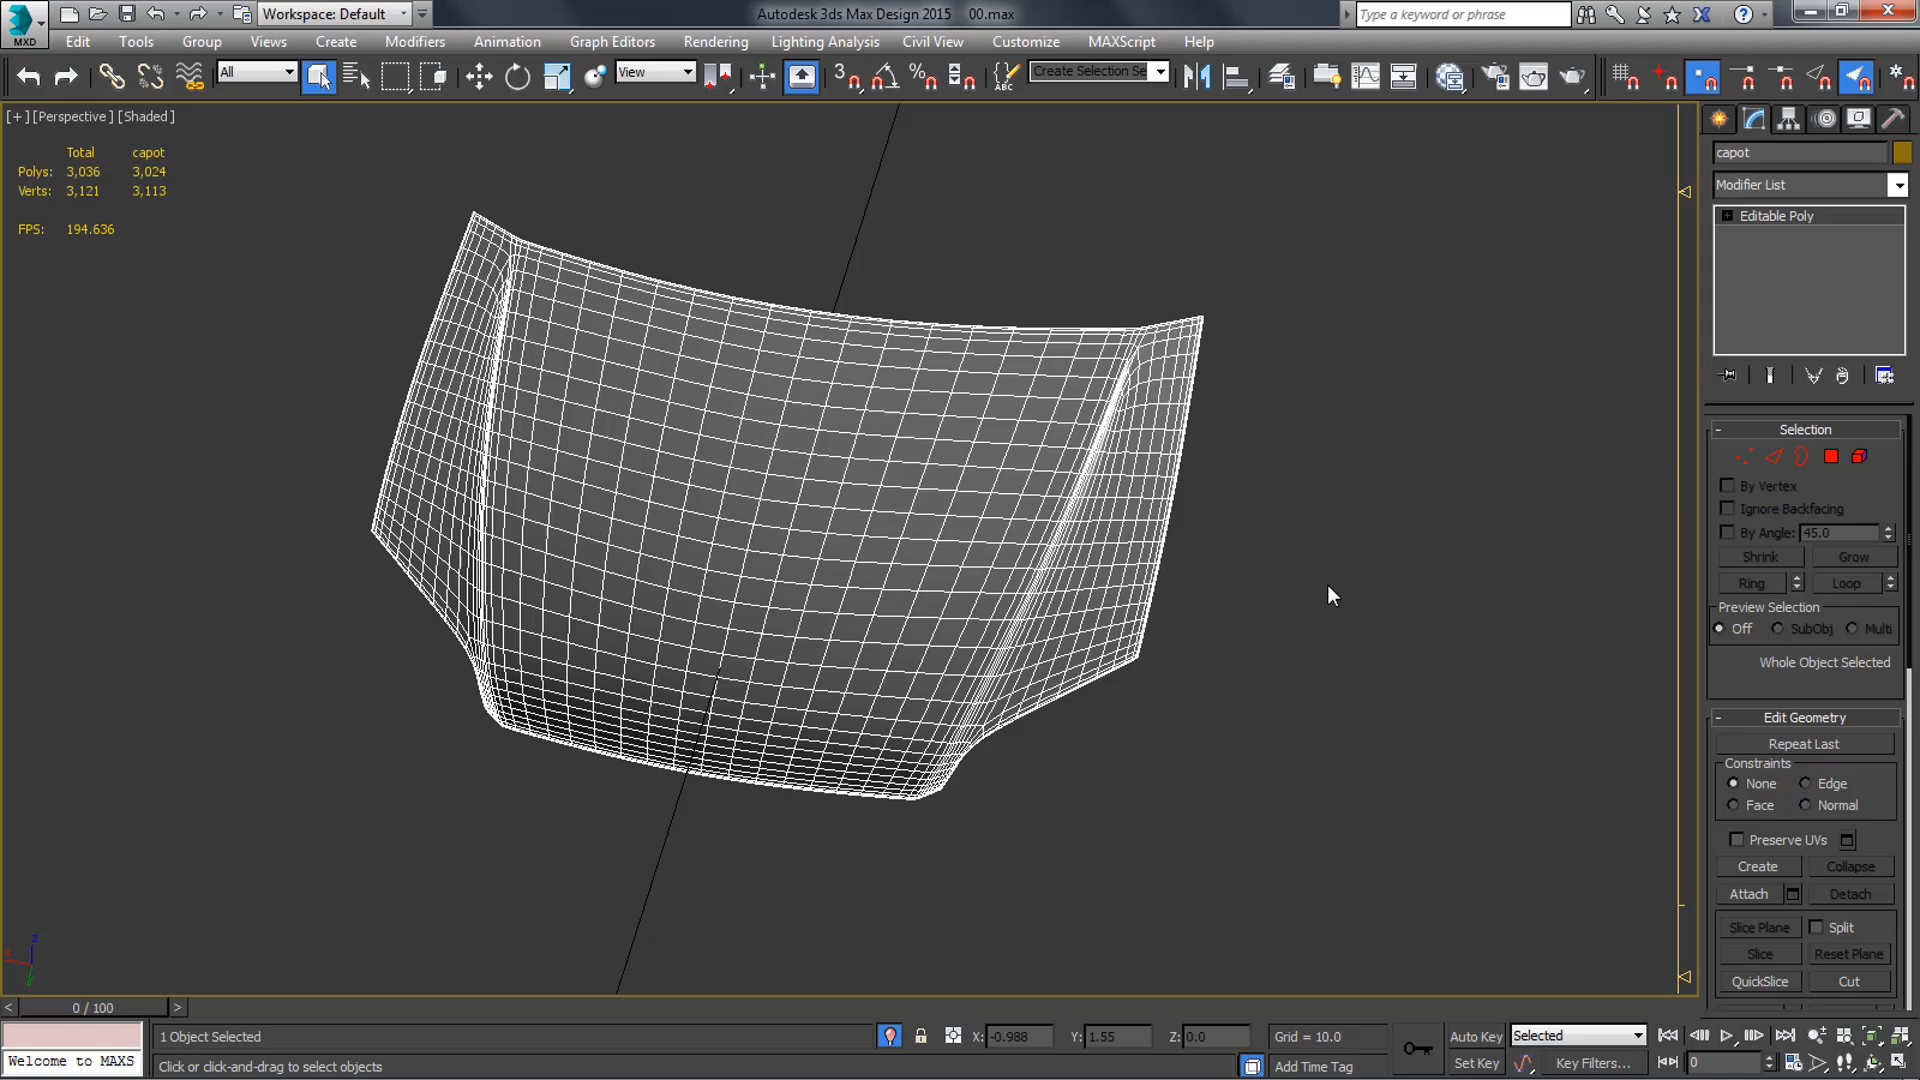 MXD
Workspace: Default
Autodesk 3ds Max Design 2015 00.max
Type a keyword or phrase
Edit Tools Group Views Create Modifiers Animation Graph Editors Rendering Lighting Analysis Civil View Customize MAXScript Help
All View 3 % ABC Create Selection Se
[+] [Perspective ] [Shaded ]
Total capot
Polys: 3,036 3,024
Verts: 3,121 3,113
FPS: 194.636
capot
Modifier List
Editable Poly
Selection
By Vertex
Ignore Backfacing
By Angle: 45.0
Shrink Grow
Ring Loop
Preview Selection
Off SubObj Multi
Whole Object Selected
Edit Geometry
Repeat Last
Constraints
None Edge
Face Normal
Preserve UVs
Create Collapse
Attach Detach
Slice Plane Split
Slice Reset Plane
QuickSlice Cut
z
x
< 0 / 100 >
1 Object Selected X: -0.988 Y: 1.55 Z: 0.0 Grid = 10.0 Auto Key Selected
Welcome to MAXS Click or click-and-drag to select objects Add Time Tag Set Key Key Filters... 0